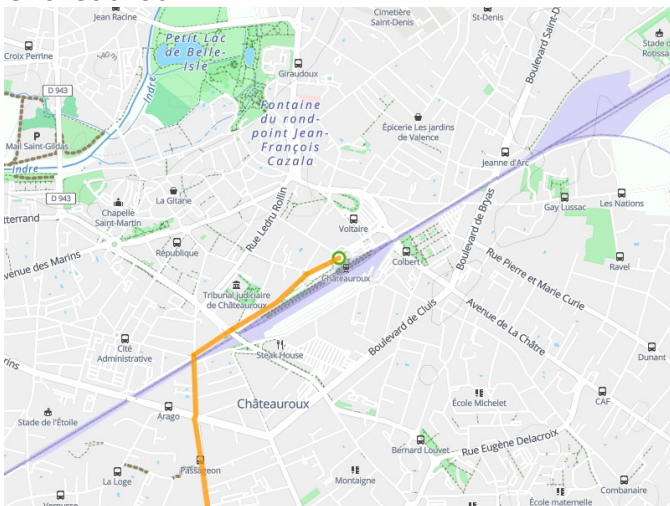 Jean Racine
Cimetière
Saint-Denis
St-Denis
Croix Perrine
Petit Lac
de Belle-
Isle
Giraudoux
Boulevard Saint-D
Stade d
Rotissa
Indre
D 943
Fontaine
du rond-
point Jean-
François
Cazala
Épicerie Les jardins
de Valence
P
Mail Saint-Gildas
Indre
Jeanne d'Arc
D 943
La Gitane
Chapelle
Saint-Martin
tterrand
Rue Ledru Rollin
Voltaire
Boulevard de Bryas
Gay Lussac
Les Nations
République
Colbert
venue des Marins
Châteauroux
Rue Pierre et Marie Curie
Ravel
Tribunal judiciaire
de Châteauroux
Boulevard de Cluis
Avenue de La Châtre
Cité
Administrative
Steak House
Dunant
rins
Châteauroux
École Michelet
CAF
Arago
Stade de l'Étoile
Bernard Louvet
Rue Eugène Delacroix
Passageon
La Loge
Montaigne
Combanaire
École maternelle